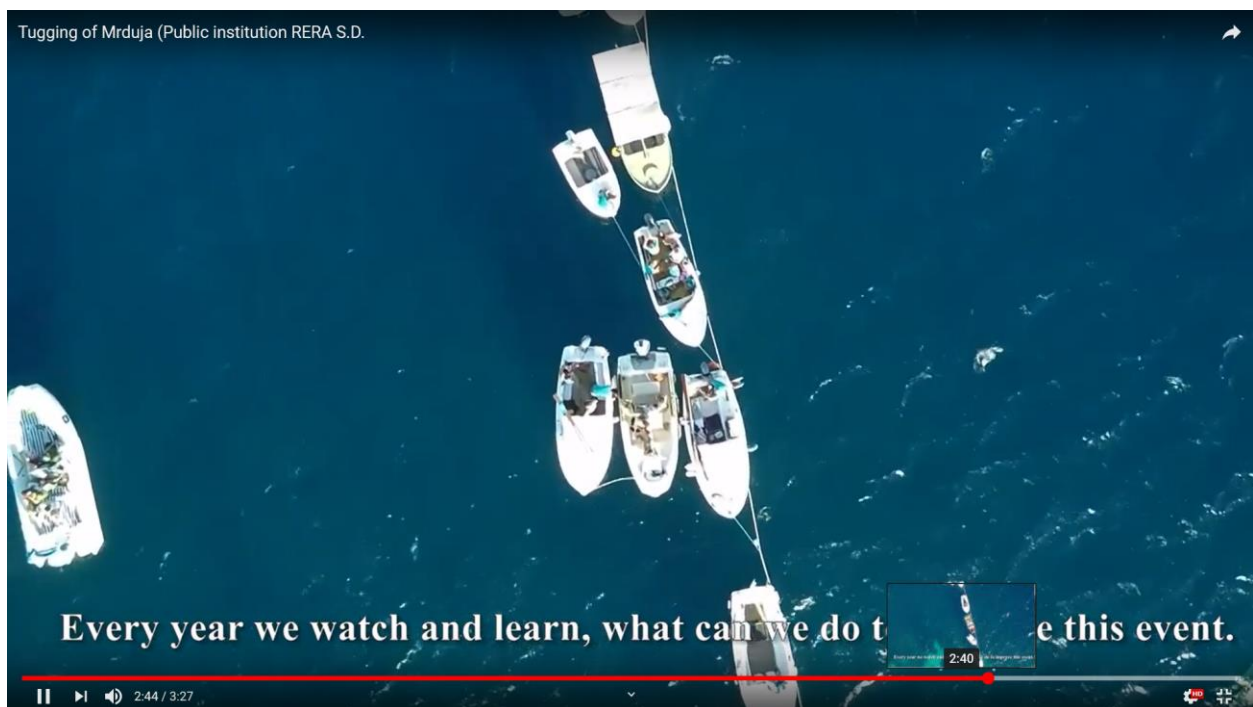 Tugging of Mrduja (Public institution RERA S.D.
Every year we watch and learn, what can we do t e this event.
2:40
2:44 / 3:27
HD